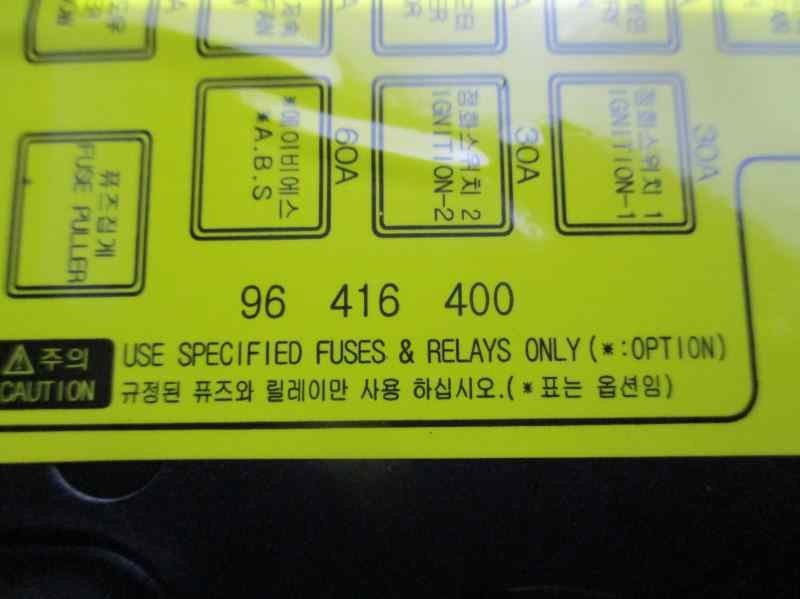 퓨즈집게
FUSE PULLER
*에이비에스
*A.B.S
60A
점화스위치 2
IGNITION-2
30A
점화스위치 1
IGNITION-1
30A
96 416 400
주의 USE SPECIFIED FUSES & RELAYS ONLY(*:OPTION)
CAUTION 규정된 퓨즈와 릴레이만 사용 하십시오.(*표는 옵션임)